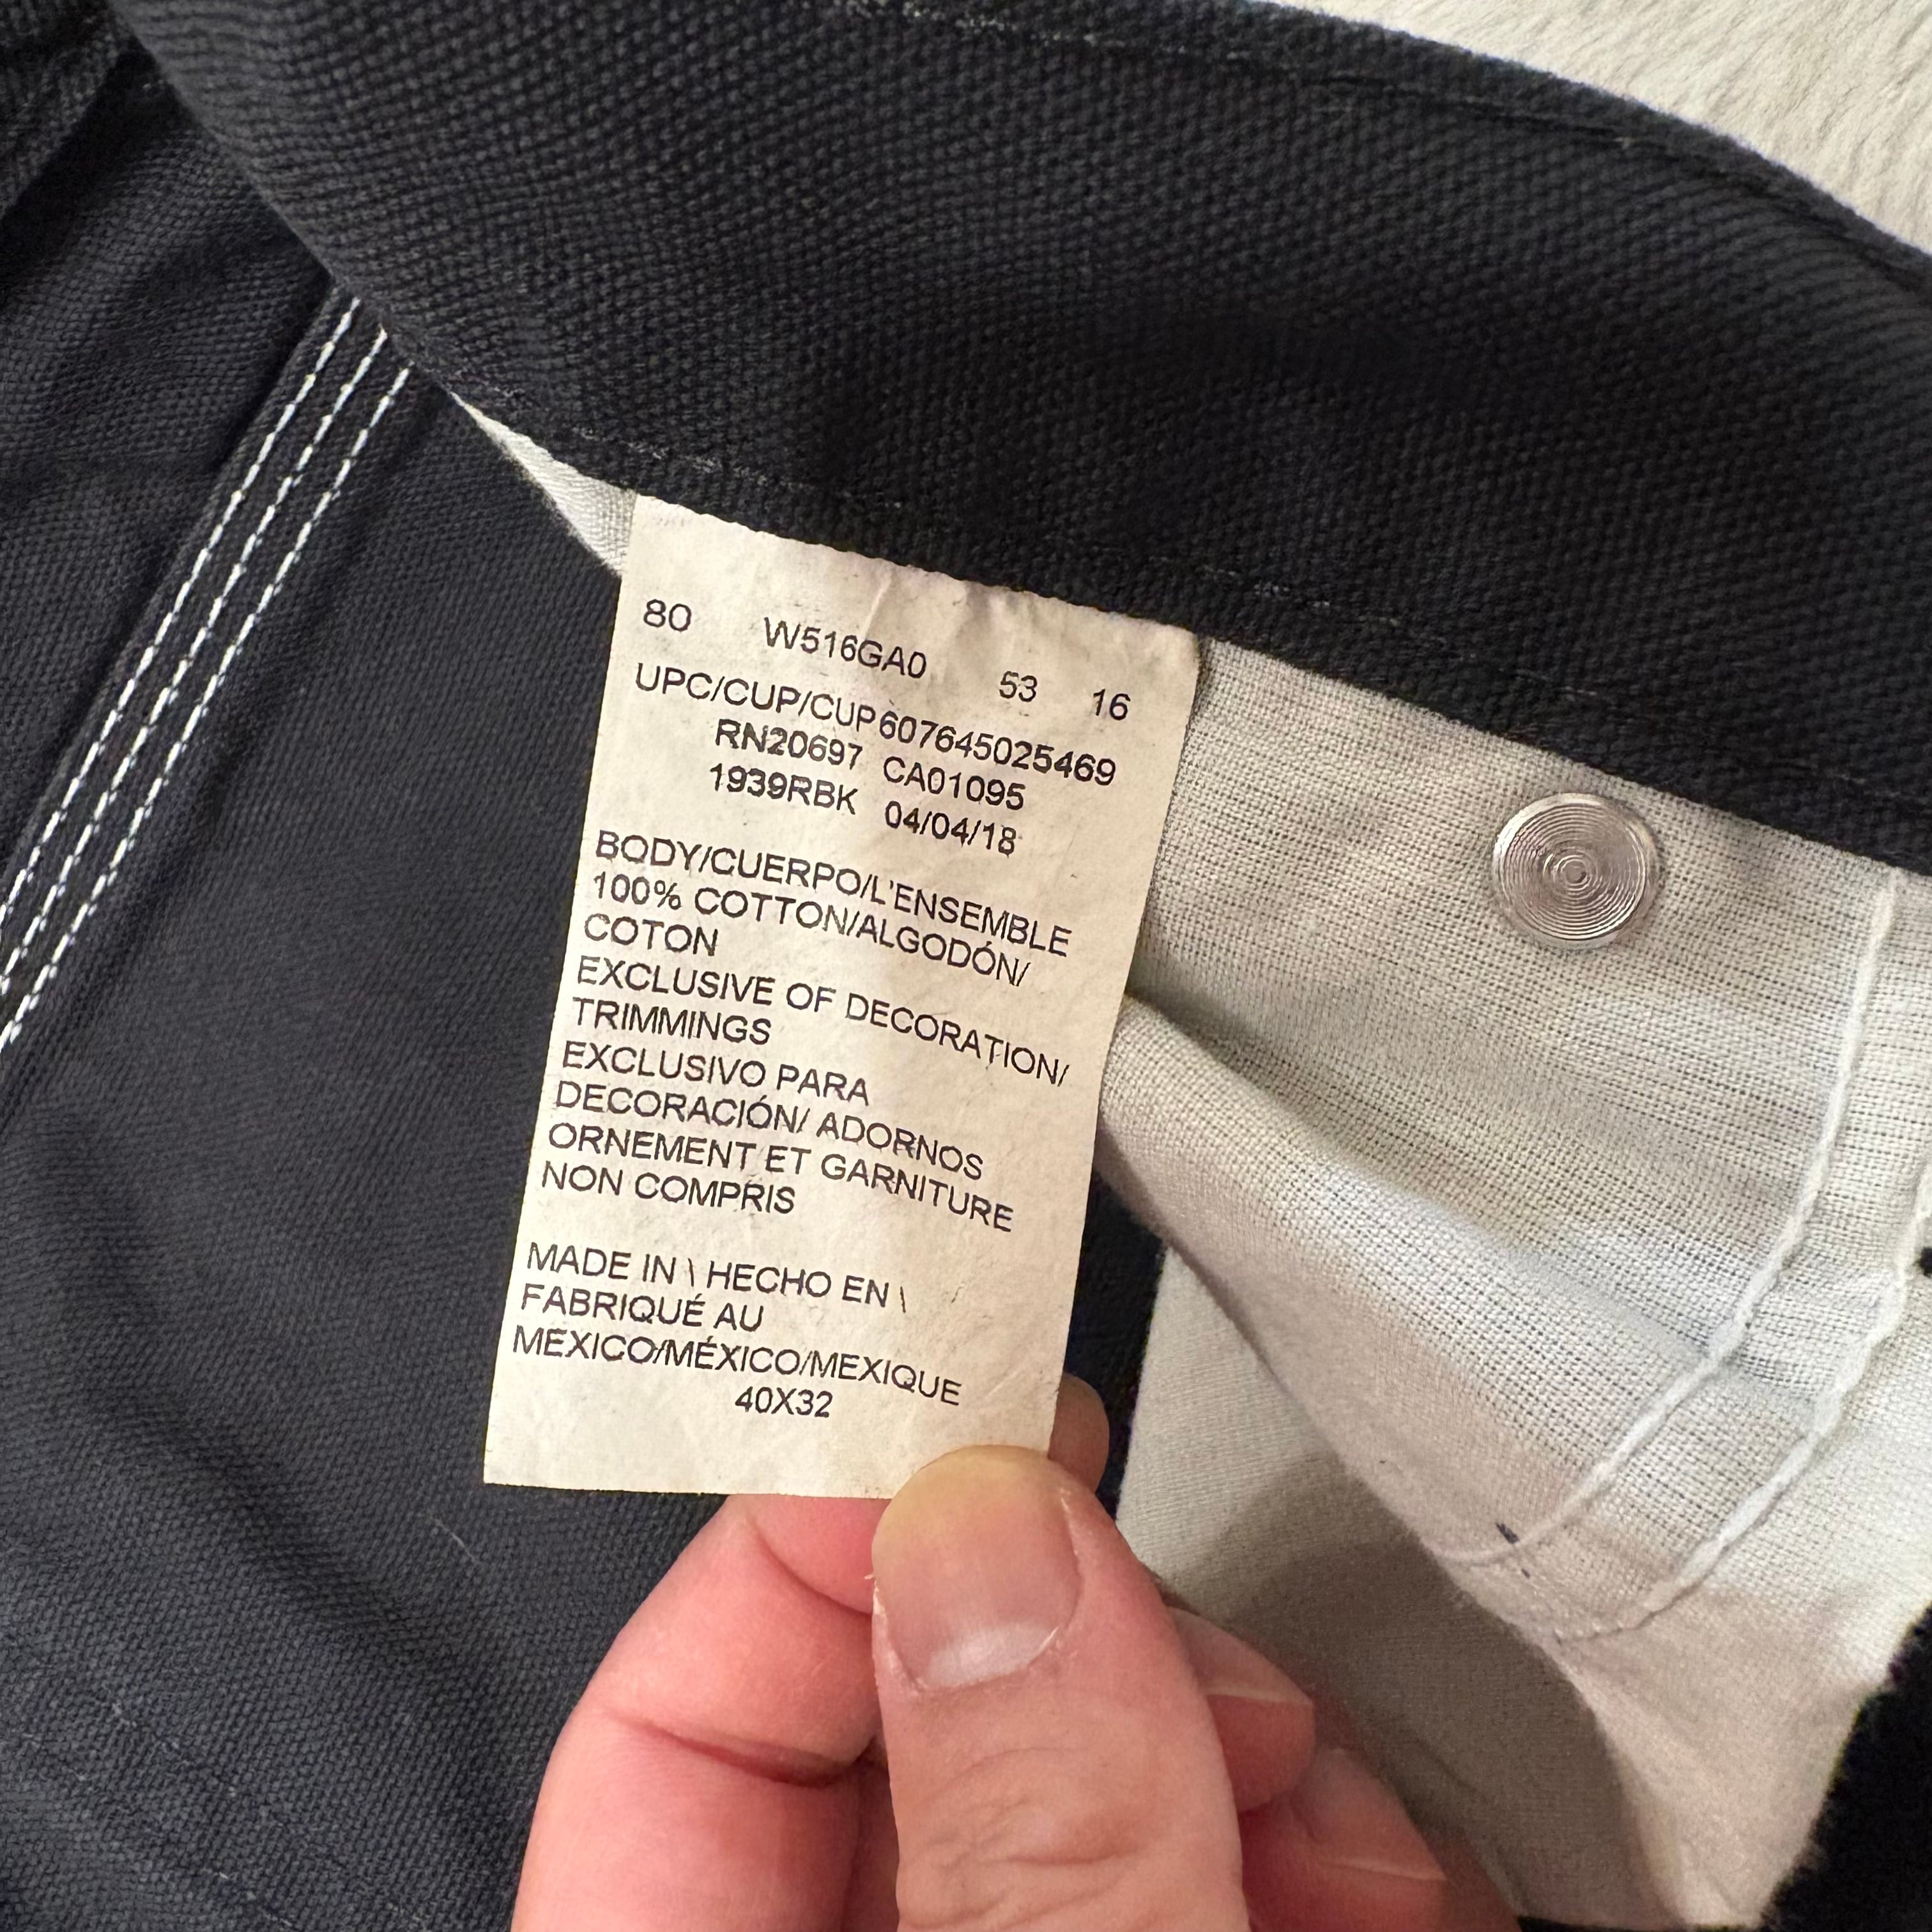 80 W516GA0 53 16
UPC/CUP/CUP607645025469
RN20697 CA01095
1939RBK 04/04/18
BODY/CUERPO/L'ENSEMBLE
100% COTTON/ALGODÓN/
COTON
EXCLUSIVE OF DECORATION/
TRIMMINGS
EXCLUSIVO PARA
DECORACIÓN/ ADORNOS
ORNEMENT ET GARNITURE
NON COMPRIS
MADE IN \ HECHO EN \
FABRIQUÉ AU
MEXICO/MÉXICO/MEXIQUE
40X32